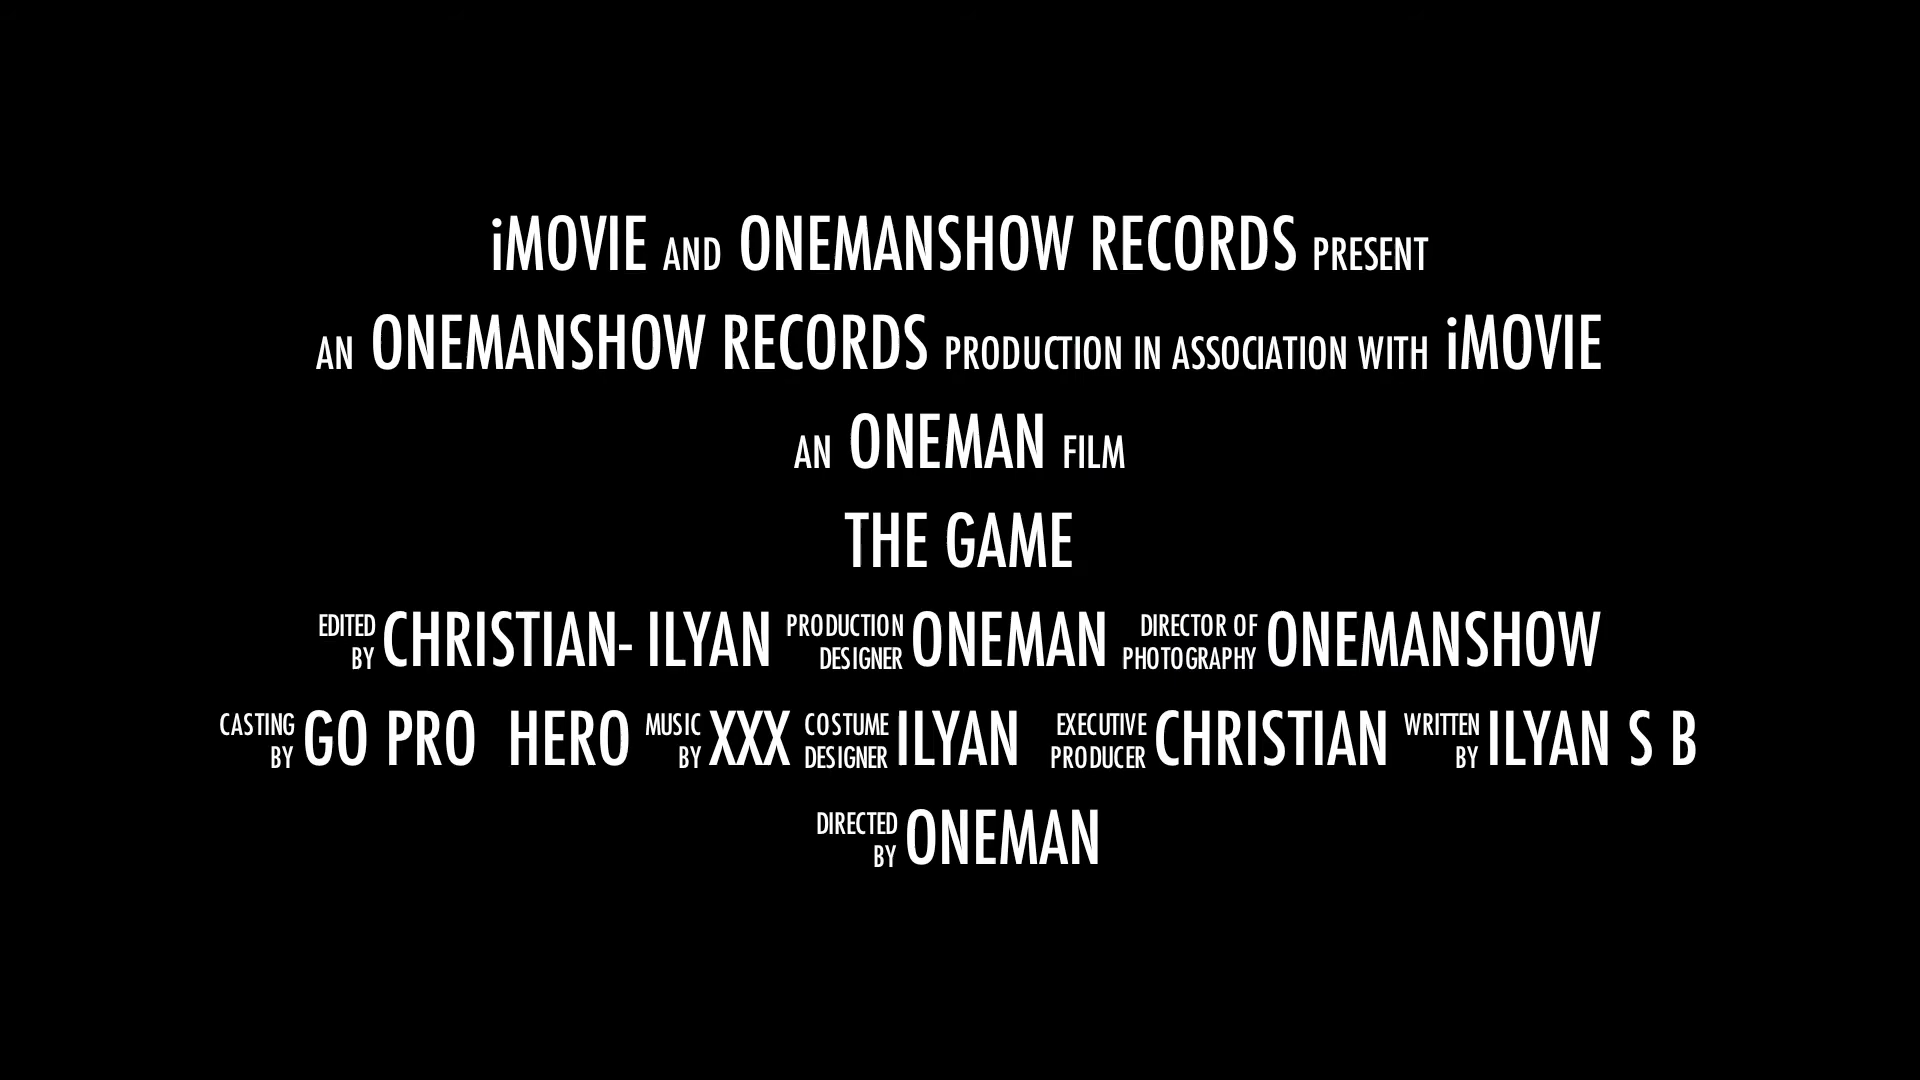 iMOVIE AND ONEMANSHOW RECORDS PRESENT
AN ONEMANSHOW RECORDS PRODUCTION IN ASSOCIATION WITH iMOVIE
AN ONEMAN FILM
THE GAME
EDITED BY CHRISTIAN- ILYAN PRODUCTION DESIGNER ONEMAN DIRECTOR OF PHOTOGRAPHY ONEMANSHOW
CASTING BY GO PRO HERO MUSIC BY XXX COSTUME DESIGNER ILYAN EXECUTIVE PRODUCER CHRISTIAN WRITTEN BY ILYAN S B
DIRECTED BY ONEMAN